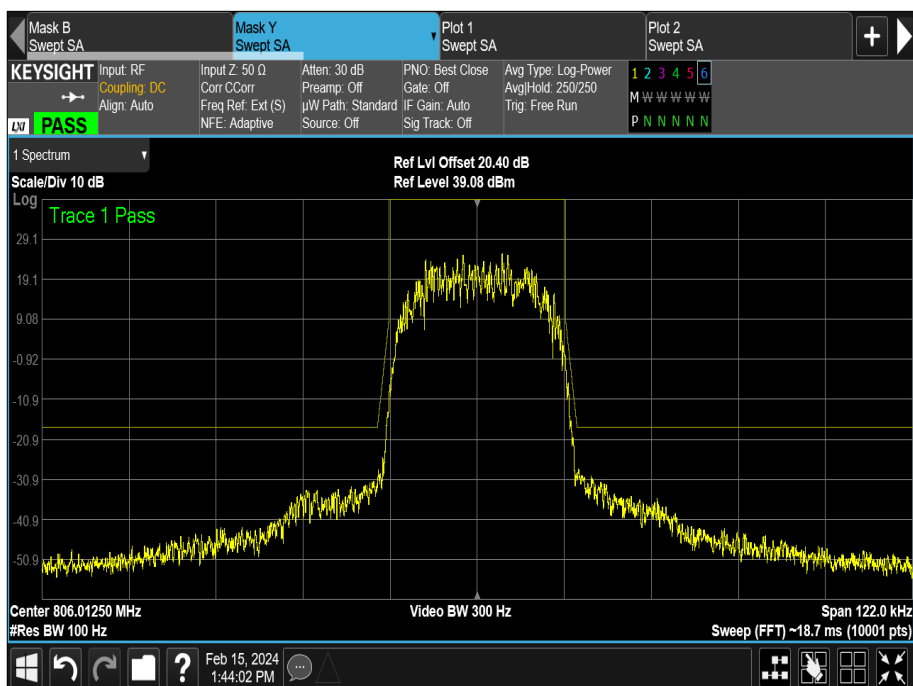 Mask B
Swept SA
Mask Y
Swept SA
Plot 1
Swept SA
Plot 2
Swept SA
+
KEYSIGHT
LXI
PASS
Input: RF
Coupling: DC
Align: Auto
Input Z: 50 Ω
Corr CCorr
Freq Ref: Ext (S)
NFE: Adaptive
Atten: 30 dB
Preamp: Off
µW Path: Standard
Source: Off
PNO: Best Close
Gate: Off
IF Gain: Auto
Sig Track: Off
Avg Type: Log-Power
Avg|Hold: 250/250
Trig: Free Run
1 2 3 4 5 6
M W W W W W
P N N N N N N
1 Spectrum
Scale/Div 10 dB
Ref Lvl Offset 20.40 dB
Ref Level 39.08 dBm
Log
Trace 1 Pass
29.1
19.1
9.08
-0.92
-10.9
-20.9
-30.9
-40.9
-50.9
Center 806.01250 MHz
#Res BW 100 Hz
Video BW 300 Hz
Span 122.0 kHz
Sweep (FFT) ~18.7 ms (10001 pts)
?
Feb 15, 2024
1:44:02 PM